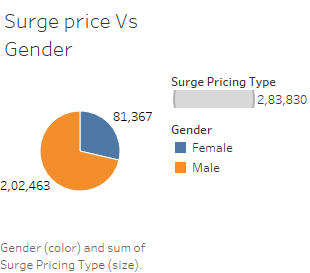 Surge price Vs
Gender
Surge Pricing Type
2,83,830
81,367
Gender
Female
Male
2,02,463
Gender (color) and sum of
Surge Pricing Type (size).